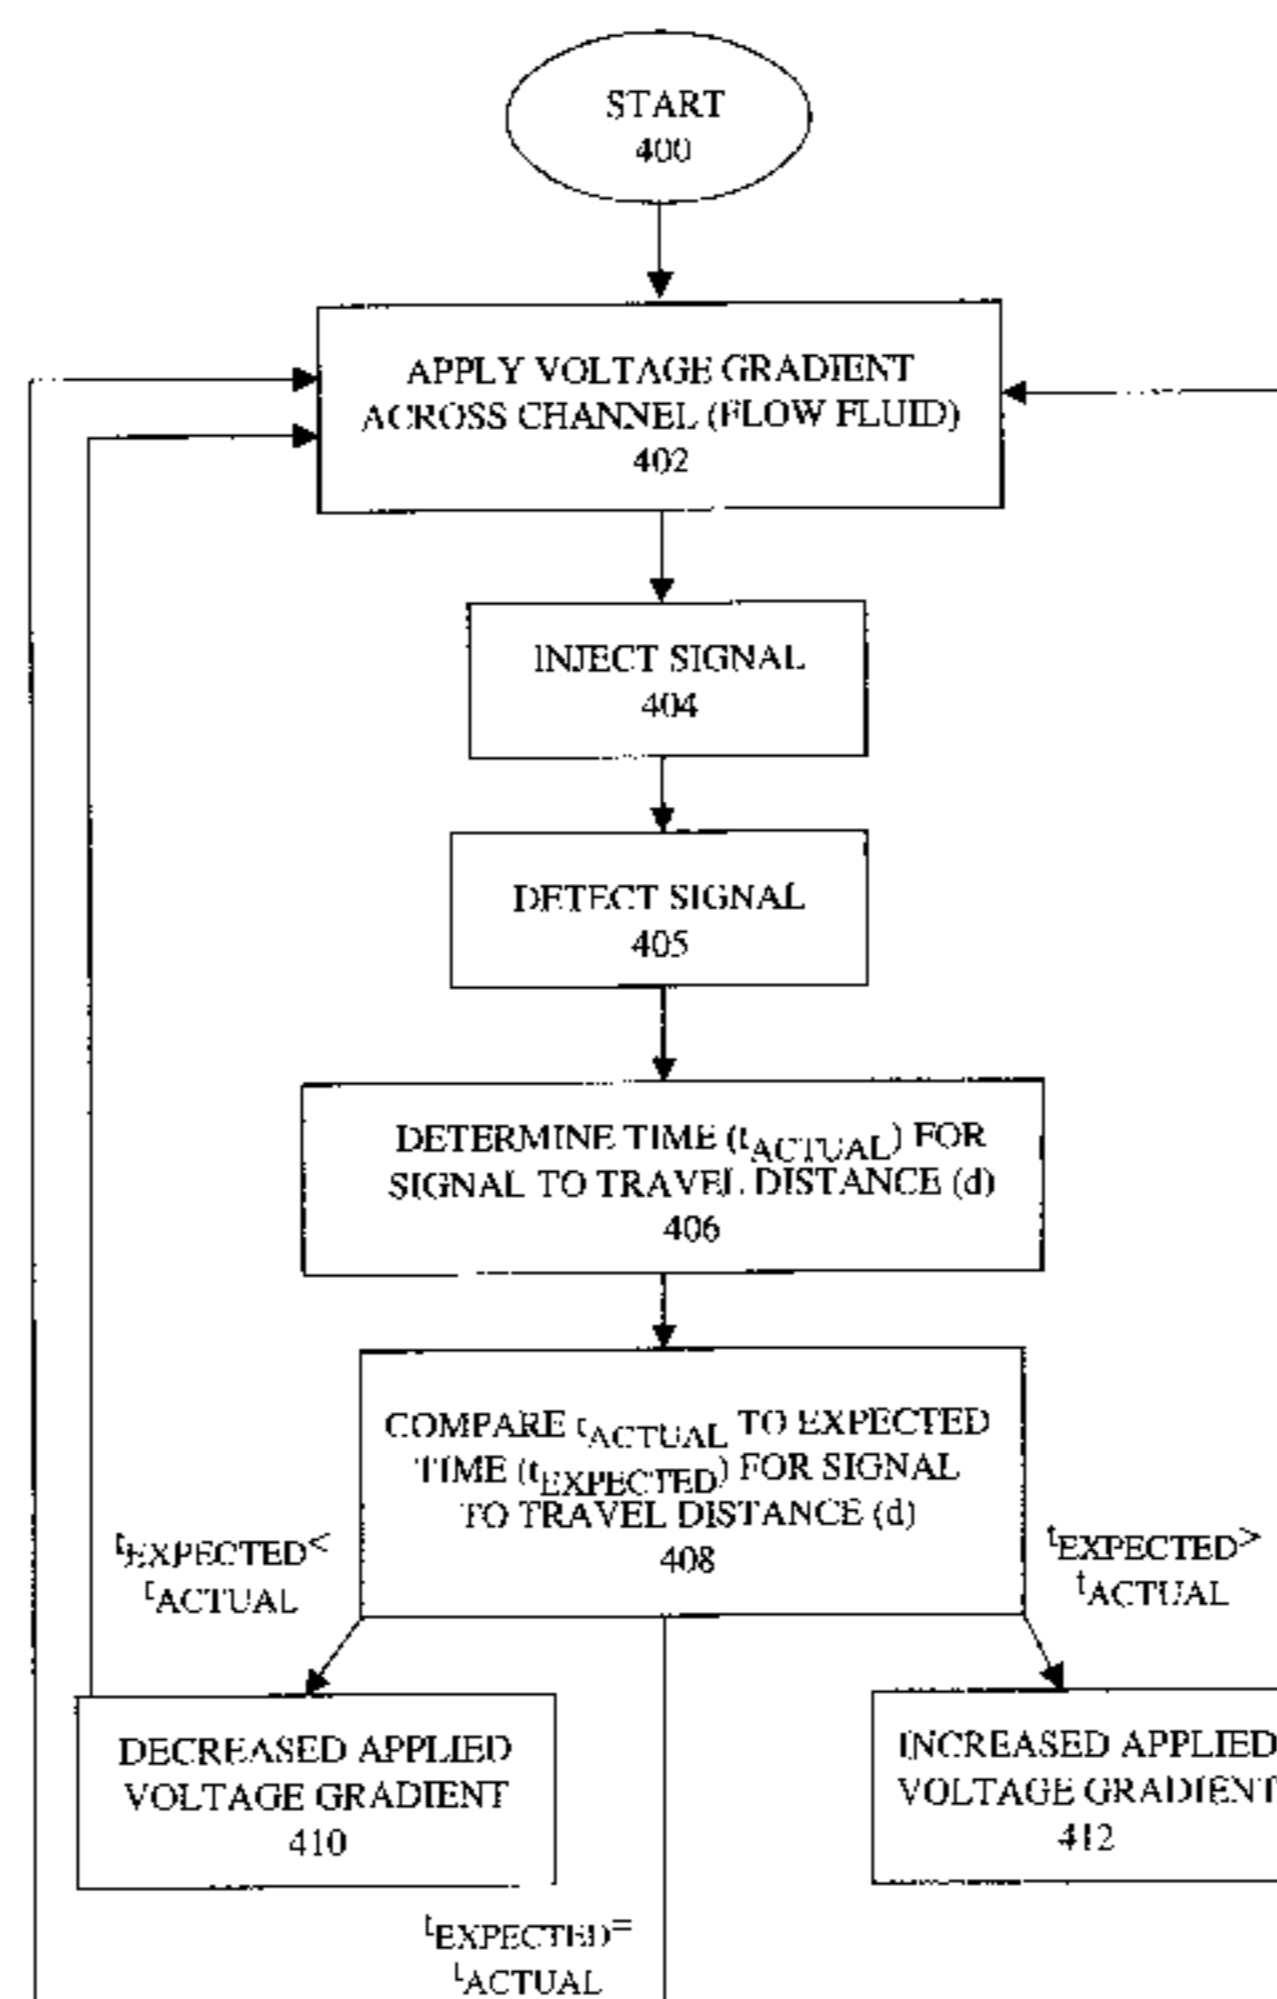 START
400
APPLY VOLTAGE GRADIENT
ACROSS CHANNEL (FLOW FLUID)
402
INJECT SIGNAL
404
DETECT SIGNAL
405
DETERMINE TIME (tACTUAL) FOR
SIGNAL TO TRAVEL DISTANCE (d)
406
COMPARE tACTUAL TO EXPECTED
TIME (tEXPECTED) FOR SIGNAL
TO TRAVEL DISTANCE (d)
408
tEXPECTED<
tACTUAL
tEXPECTED>
tACTUAL
DECREASED APPLIED
VOLTAGE GRADIENT
410
INCREASED APPLIED
VOLTAGE GRADIENT
412
tEXPECTED=
tACTUAL